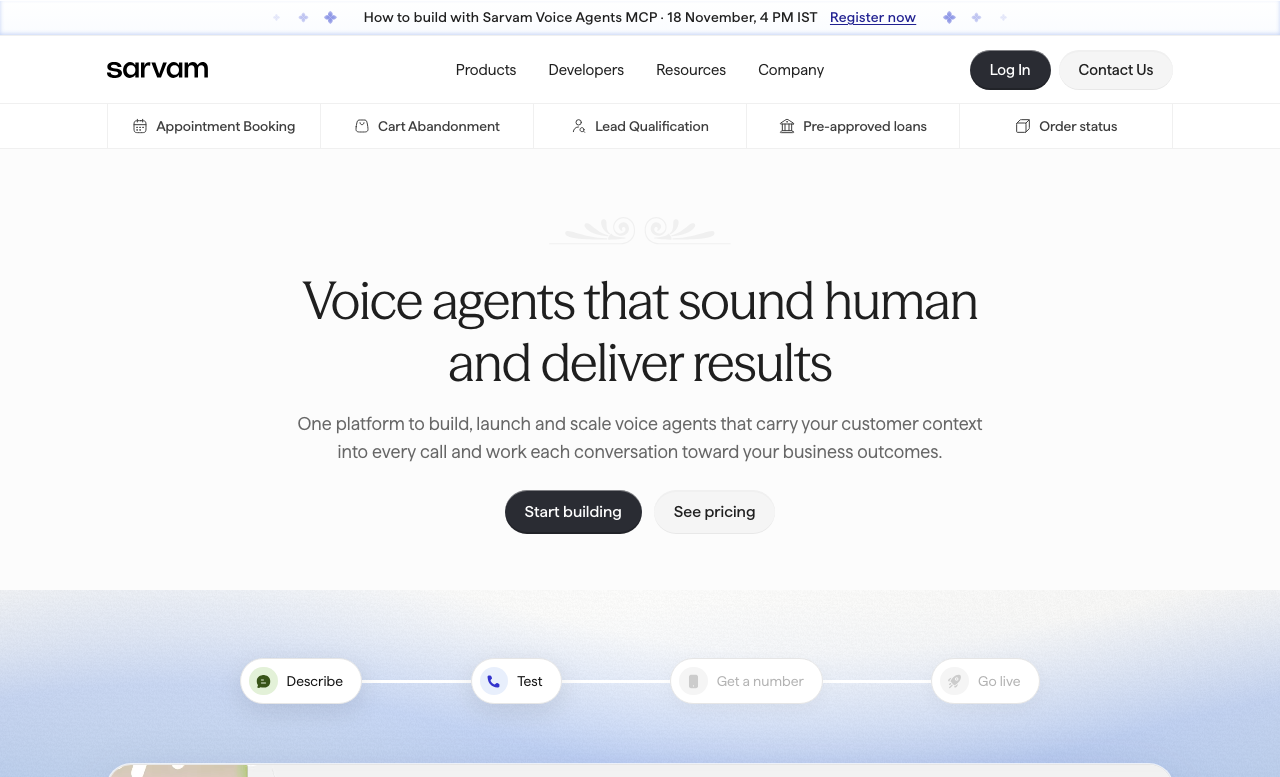 How to build with Sarvam Voice Agents MCP · 18 November, 4 PM IST Register now
sarvam
Products Developers Resources Company
Log In Contact Us
Appointment Booking Cart Abandonment Lead Qualification Pre-approved loans Order status
Voice agents that sound human
and deliver results
One platform to build, launch and scale voice agents that carry your customer context
into every call and work each conversation toward your business outcomes.
Start building See pricing
Describe Test Get a number Go live